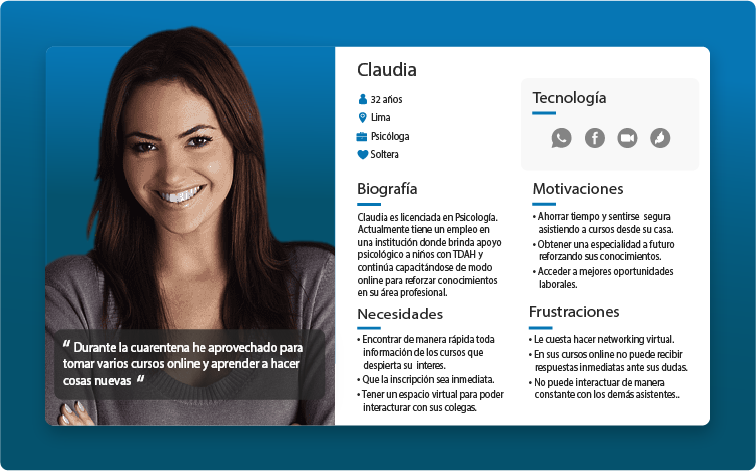 Claudia
32 años
Lima
Psicóloga
Soltera
Tecnología
Biografía
Claudia es licenciada en Psicología.
Actualmente tiene un empleo en
una institución donde brinda apoyo
psicológico a niños con TDAH y
continúa capacitándose de modo
online para reforzar conocimientos
en su área profesional.
Motivaciones
• Ahorrar tiempo y sentirse segura
asistiendo a cursos desde su casa.
• Obtener una especialidad a futuro
reforzando sus conocimientos.
• Acceder a mejores oportunidades
laborales.
Necesidades
• Encontrar de manera rápida toda
información de los cursos que
despierta su interes.
• Que la inscripción sea inmediata.
• Tener un espacio virtual para poder
interacturar con sus colegas.
Frustraciones
• Le cuesta hacer networking virtual.
• En sus cursos online no puede recibir
respuestas inmediatas ante sus dudas.
• No puede interactuar de manera
constante con los demás asistentes..
“ Durante la cuarentena he aprovechado para
tomar varios cursos online y aprender a hacer
cosas nuevas “